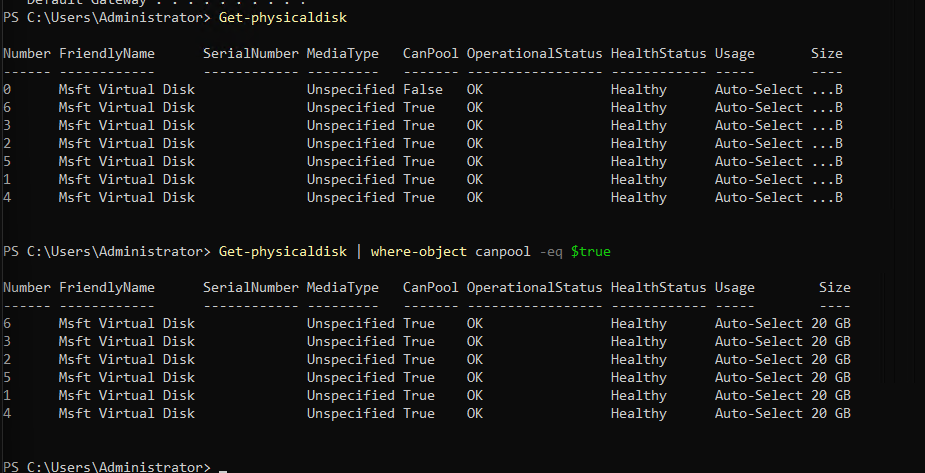 Default Gateway . . . . . . . . . .
PS C:\Users\Administrator> Get-physicaldisk
Number FriendlyName      SerialNumber MediaType   CanPool OperationalStatus HealthStatus Usage       Size
------ ------------      ------------ ---------   ------- ----------------- ------------ -----       ----
0      Msft Virtual Disk              Unspecified False   OK                Healthy      Auto-Select ...B
6      Msft Virtual Disk              Unspecified True    OK                Healthy      Auto-Select ...B
3      Msft Virtual Disk              Unspecified True    OK                Healthy      Auto-Select ...B
2      Msft Virtual Disk              Unspecified True    OK                Healthy      Auto-Select ...B
5      Msft Virtual Disk              Unspecified True    OK                Healthy      Auto-Select ...B
1      Msft Virtual Disk              Unspecified True    OK                Healthy      Auto-Select ...B
4      Msft Virtual Disk              Unspecified True    OK                Healthy      Auto-Select ...B
PS C:\Users\Administrator> Get-physicaldisk | where-object canpool -eq $true
Number FriendlyName      SerialNumber MediaType   CanPool OperationalStatus HealthStatus Usage        Size
------ ------------      ------------ ---------   ------- ----------------- ------------ -----        ----
6      Msft Virtual Disk              Unspecified True    OK                Healthy      Auto-Select 20 GB
3      Msft Virtual Disk              Unspecified True    OK                Healthy      Auto-Select 20 GB
2      Msft Virtual Disk              Unspecified True    OK                Healthy      Auto-Select 20 GB
5      Msft Virtual Disk              Unspecified True    OK                Healthy      Auto-Select 20 GB
1      Msft Virtual Disk              Unspecified True    OK                Healthy      Auto-Select 20 GB
4      Msft Virtual Disk              Unspecified True    OK                Healthy      Auto-Select 20 GB
PS C:\Users\Administrator> _